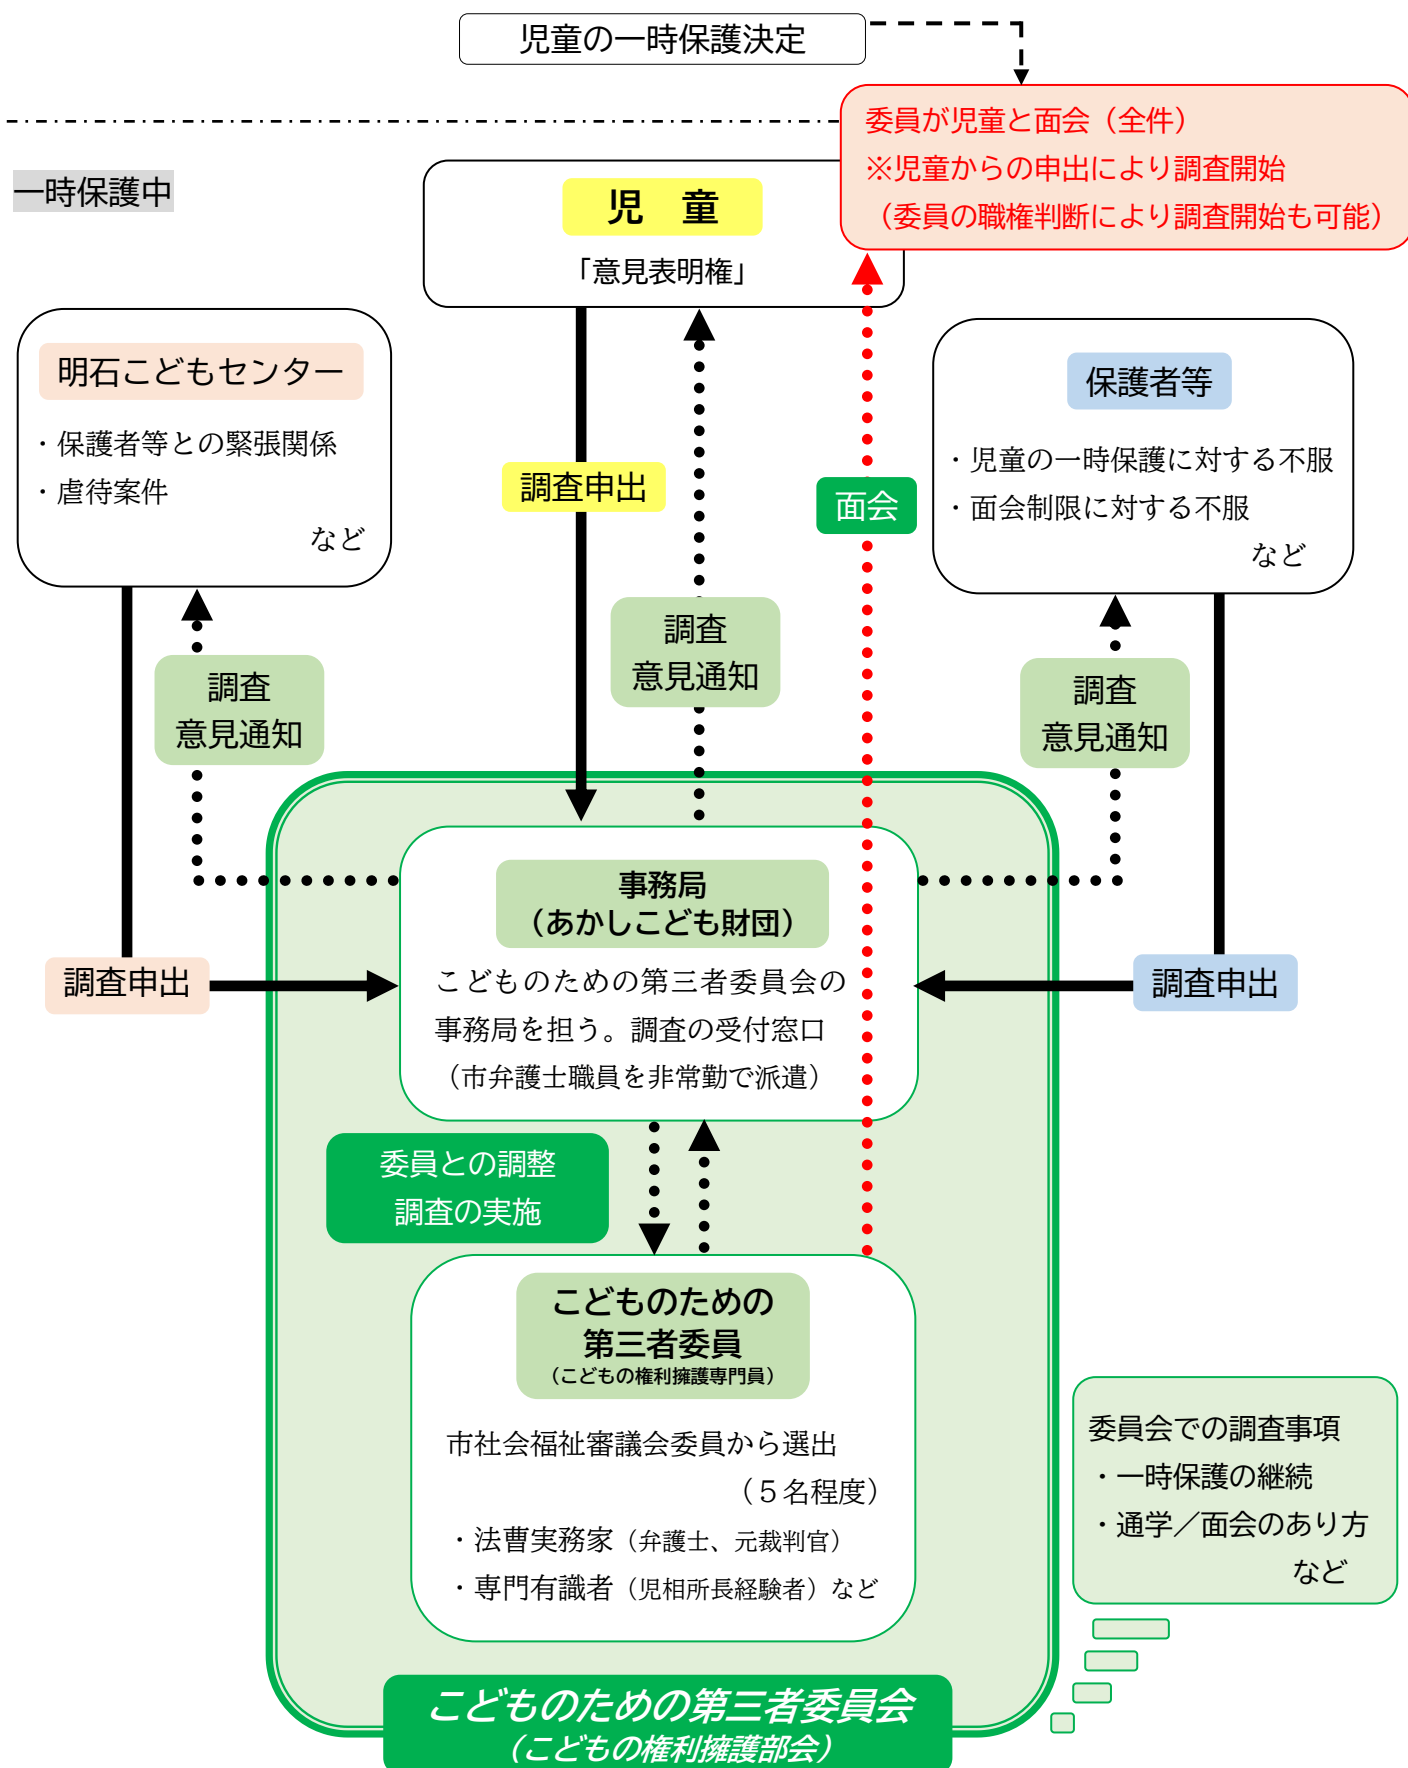 児童の一時保護決定
委員が児童と面会（全件）
※児童からの申出により調査開始
（委員の職権判断により調査開始も可能）
一時保護中
児　童
「意見表明権」
明石こどもセンター
・保護者等との緊張関係
・虐待案件
など
保護者等
・児童の一時保護に対する不服
・面会制限に対する不服
など
調査申出
面会
調査
意見通知
調査
意見通知
調査
意見通知
事務局
（あかしこども財団）
こどものための第三者委員会の
事務局を担う。調査の受付窓口
（市弁護士職員を非常勤で派遣）
調査申出
調査申出
委員との調整
調査の実施
こどものための
第三者委員
（こどもの権利擁護専門員）
市社会福祉審議会委員から選出
（５名程度）
・法曹実務家（弁護士、元裁判官）
・専門有識者（児相所長経験者）など
委員会での調査事項
・一時保護の継続
・通学／面会のあり方
など
こどものための第三者委員会
（こどもの権利擁護部会）